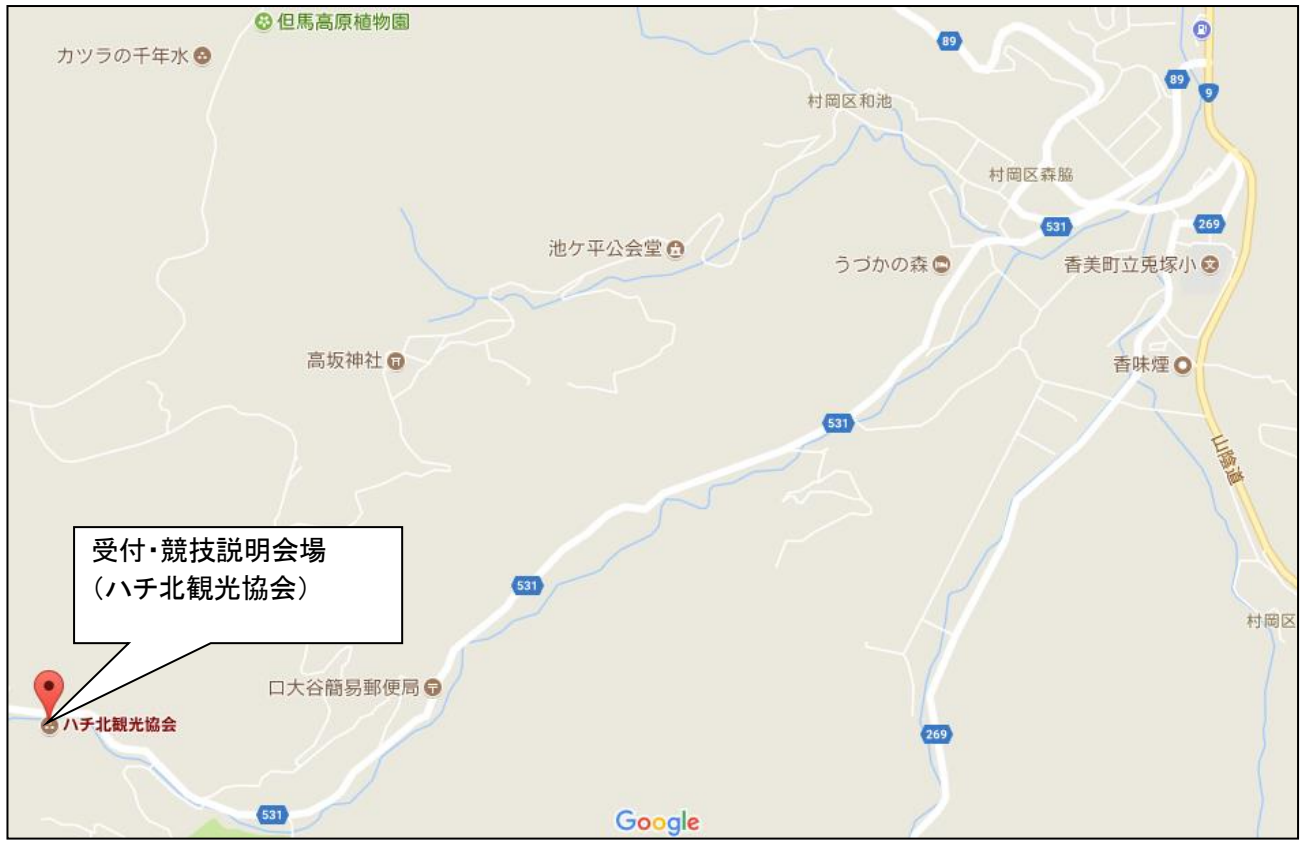 但馬高原植物園
カツラの千年水
89
89
9
村岡区和池
村岡区森脇
531
269
池ケ平公会堂
うづかの森
香美町立兎塚小
文
高坂神社
香味煙
531
山陰道
受付・競技説明会場
（ハチ北観光協会）
531
村岡区
口大谷簡易郵便局
ハチ北観光協会
269
531
Google